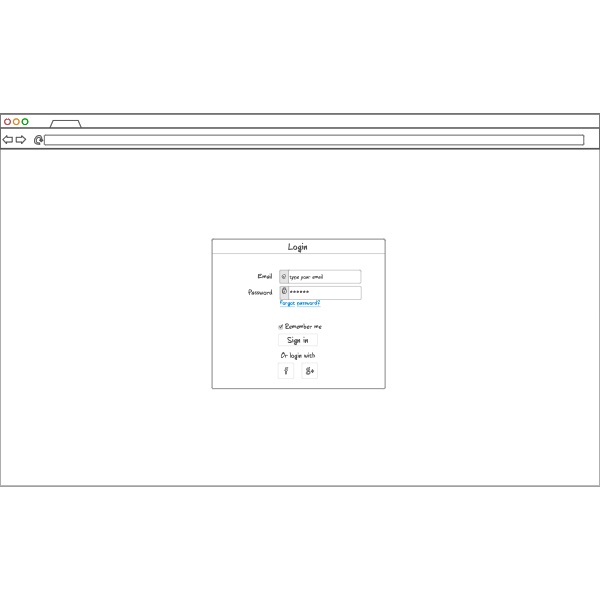 Login
Email type your email
Password ******
Forgot password?
Remember me
Sign in
Or login with
f g+